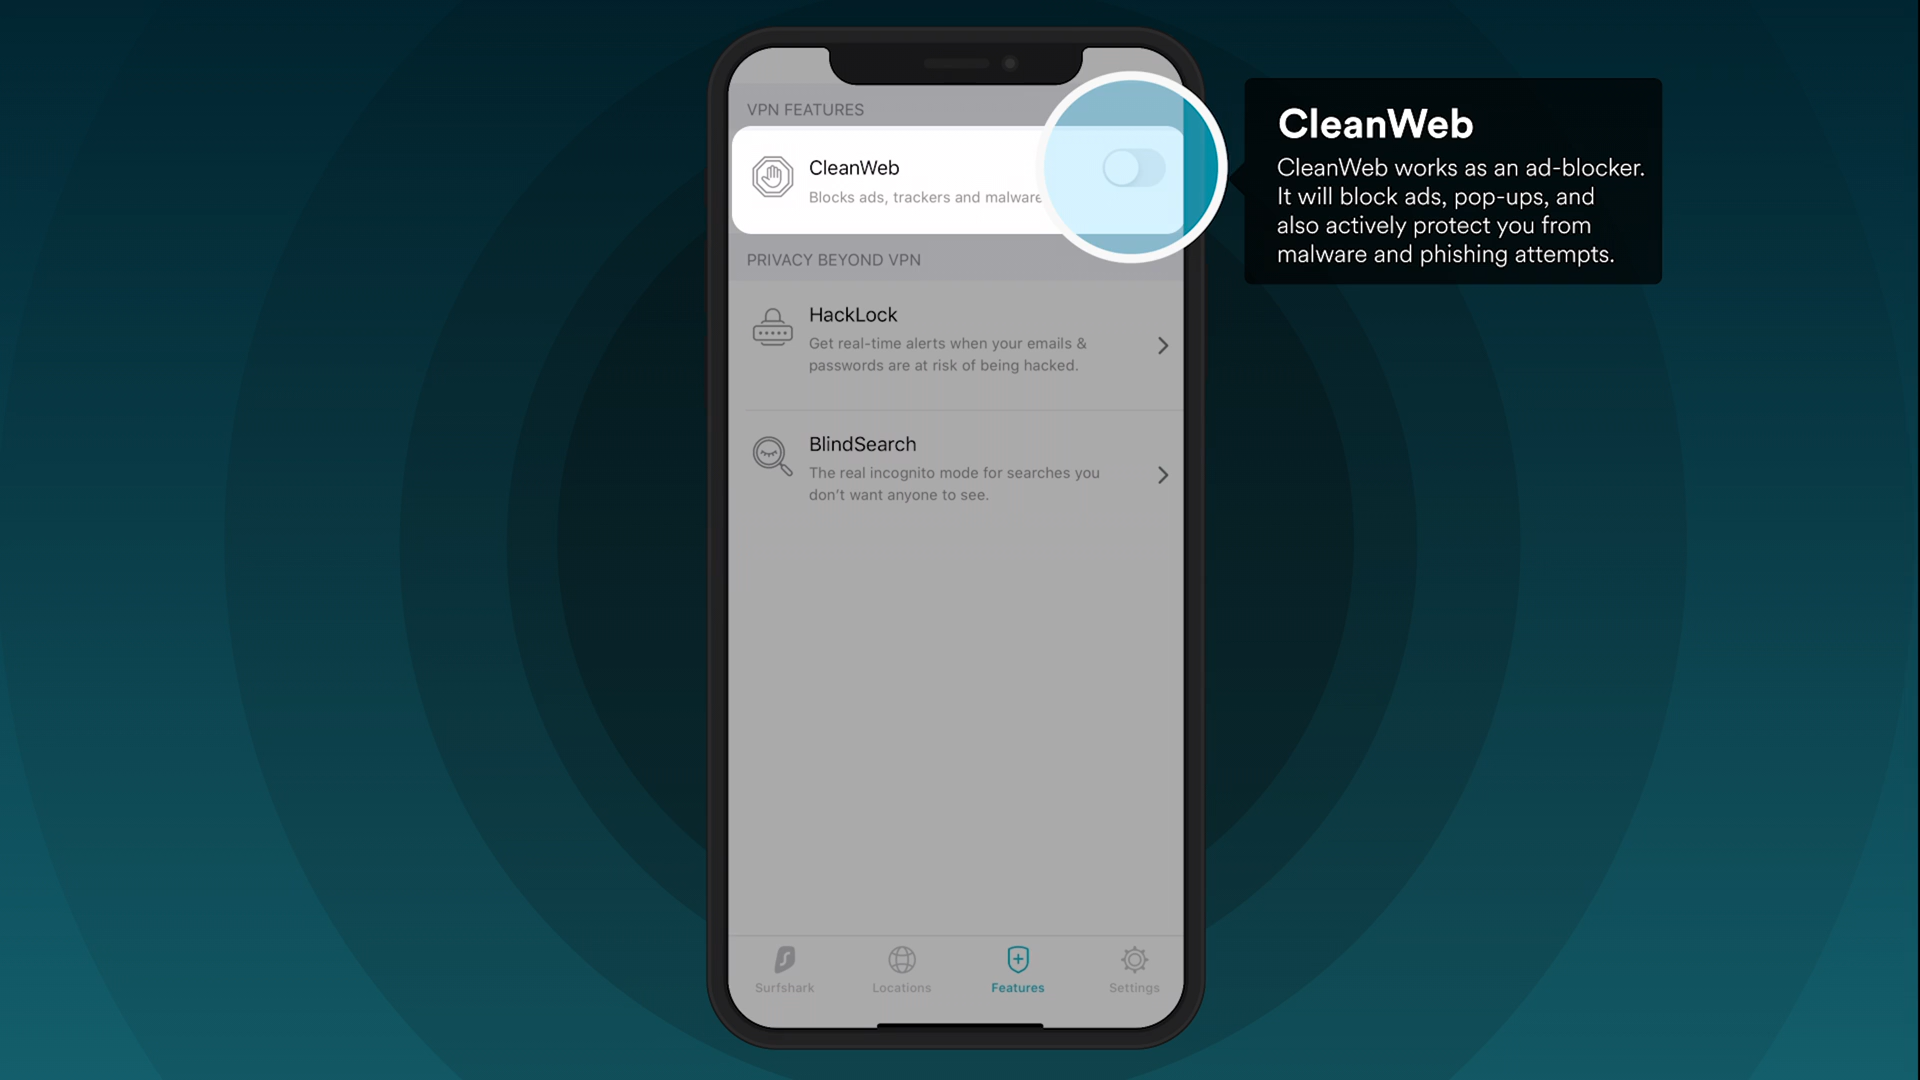 VPN FEATURES
CleanWeb
Blocks ads, trackers and malware
PRIVACY BEYOND VPN
HackLock
Get real-time alerts when your emails &
passwords are at risk of being hacked.
BlindSearch
The real incognito mode for searches you
don't want anyone to see.
Surfshark
Locations
Features
Settings
CleanWeb
CleanWeb works as an ad-blocker.
It will block ads, pop-ups, and
also actively protect you from
malware and phishing attempts.